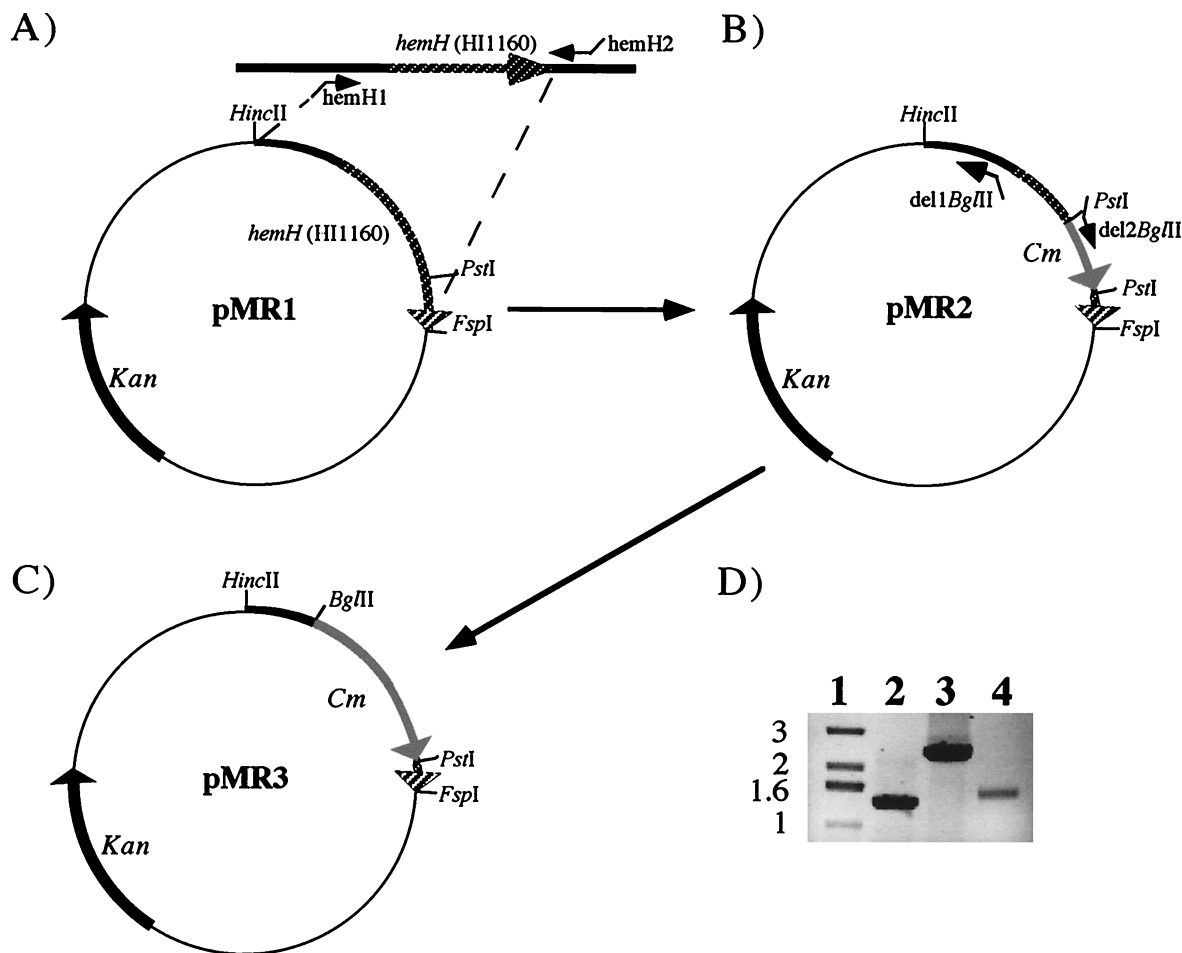 A)
hemH (HI1160)
hemH2
hemH1
HincII
hemH (HI1160)
PstI
FspI
pMR1
Kan
B)
HincII
del1BglII
PstI
del2BglII
Cm
PstI
FspI
pMR2
Kan
C)
HincII
BglII
Cm
PstI
FspI
pMR3
Kan
D)
1 2 3 4
3
2
1.6
1